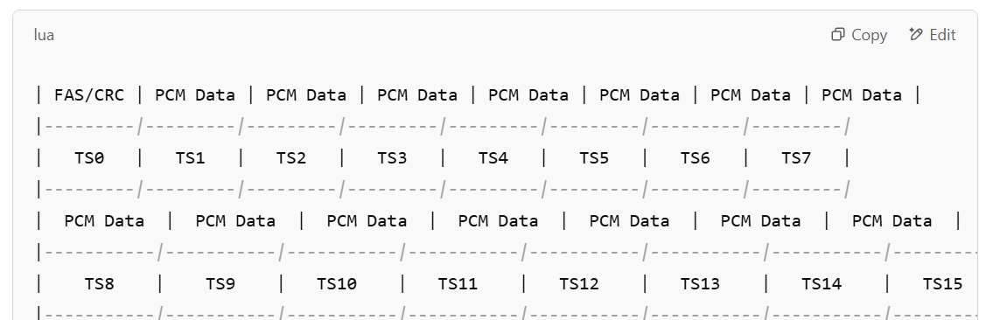 lua
Copy Edit
| FAS/CRC | PCM Data | PCM Data | PCM Data | PCM Data | PCM Data | PCM Data | PCM Data |
|---------/---------/---------/---------/---------/---------/---------/---------/
|   TS0   |   TS1   |   TS2   |   TS3   |   TS4   |   TS5   |   TS6   |   TS7   |
|---------/---------/---------/---------/---------/---------/---------/---------/
|  PCM Data  |  PCM Data  |  PCM Data  |  PCM Data  |  PCM Data  |  PCM Data  |  PCM Data  |
|-----------/-----------/-----------/-----------/-----------/-----------/-----------/---------
|    TS8    |    TS9    |   TS10    |   TS11    |   TS12    |   TS13    |   TS14    |   TS15
|-----------/-----------/-----------/-----------/-----------/-----------/-----------/---------